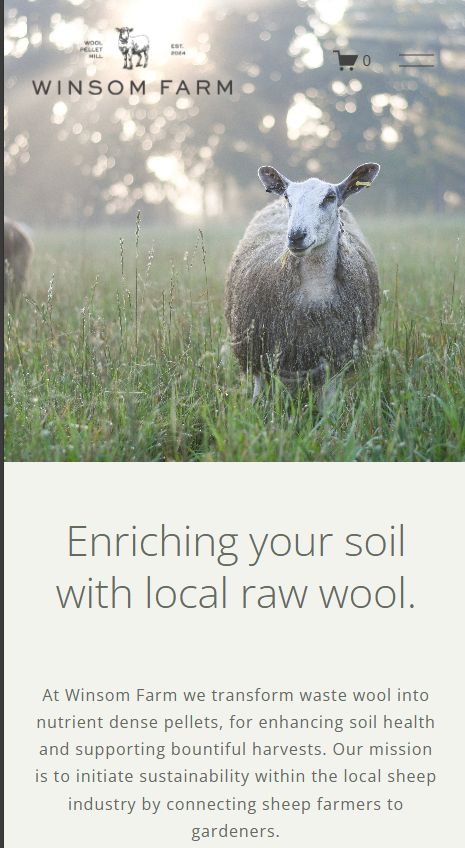 WOOL
PELLET
MILL
EST.
2024
WINSOM FARM
0
Enriching your soil
with local raw wool.
At Winsom Farm we transform waste wool into
nutrient dense pellets, for enhancing soil health
and supporting bountiful harvests. Our mission
is to initiate sustainability within the local sheep
industry by connecting sheep farmers to
gardeners.